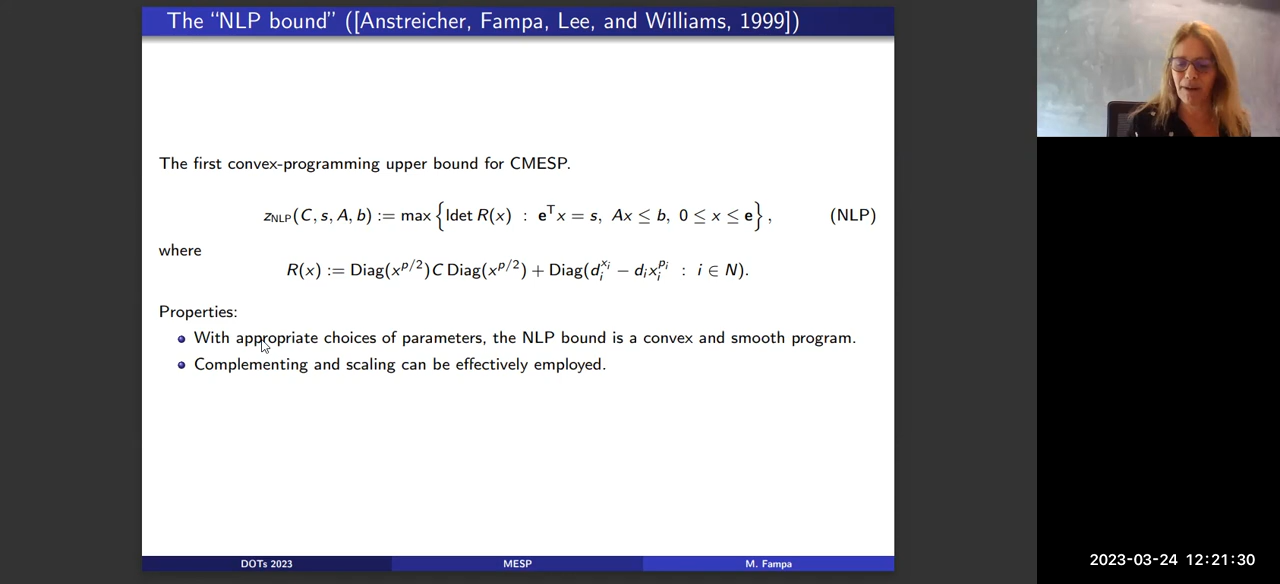 The “NLP bound” ([Anstreicher, Fampa, Lee, and Williams, 1999])
The first convex-programming upper bound for CMESP.
z_NLP(C, s, A, b) := max {ldet R(x) : e^T x = s, Ax ≤ b, 0 ≤ x ≤ e}, (NLP)
where
R(x) := Diag(x^{p/2})C Diag(x^{p/2}) + Diag(d_i^{x_i} − d_i x_i^{p_i} : i ∈ N).
Properties:
With appropriate choices of parameters, the NLP bound is a convex and smooth program.
Complementing and scaling can be effectively employed.
DOTs 2023 MESP M. Fampa
2023-03-24 12:21:30